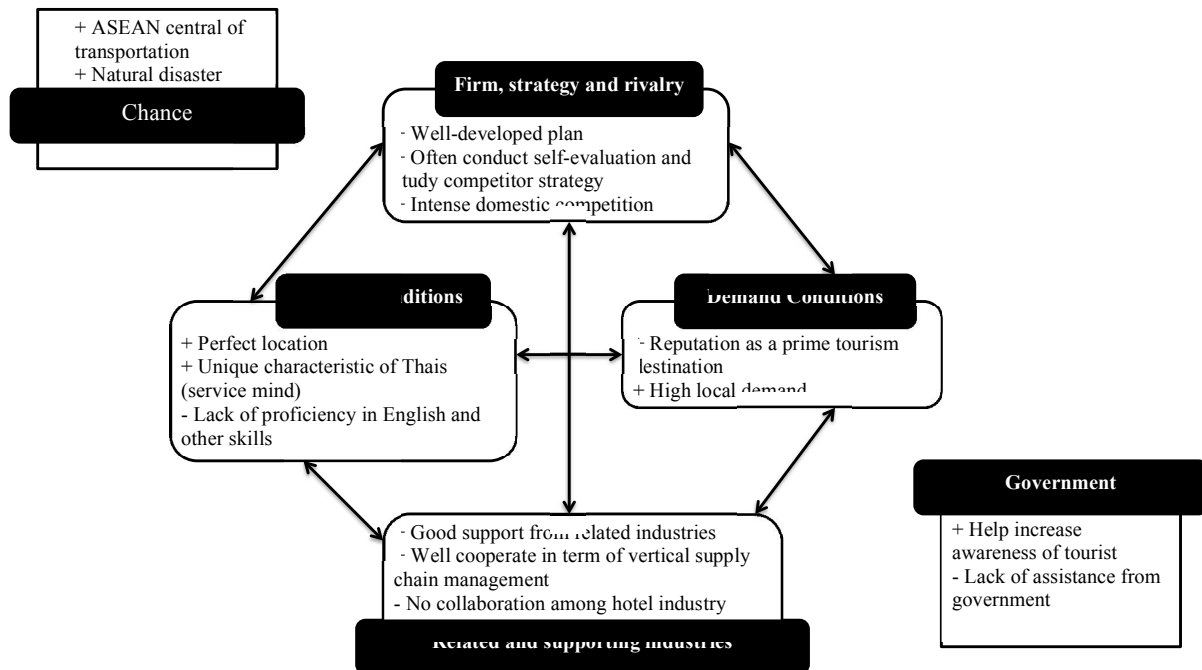 + ASEAN central of
transportation
+ Natural disaster
Chance
Firm, strategy and rivalry
- Well-developed plan
- Often conduct self-evaluation and
tudy competitor strategy
- Intense domestic competition
ditions
+ Perfect location
+ Unique characteristic of Thais
(service mind)
- Lack of proficiency in English and
other skills
Demand Conditions
- Reputation as a prime tourism
destination
+ High local demand
- Good support from related industries
- Well cooperate in term of vertical supply
chain management
- No collaboration among hotel industry
Related and supporting industries
Government
+ Help increase
awareness of tourist
- Lack of assistance from
government